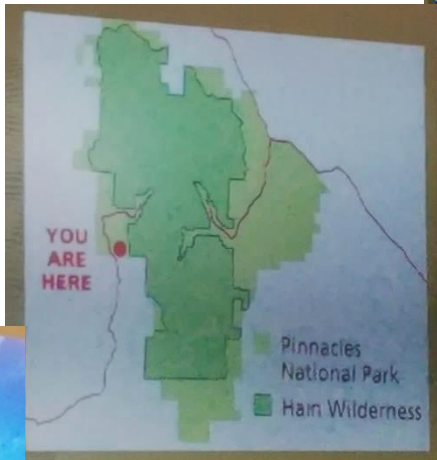 YOU
ARE
HERE
Pinnacles
National Park
Hain Wilderness